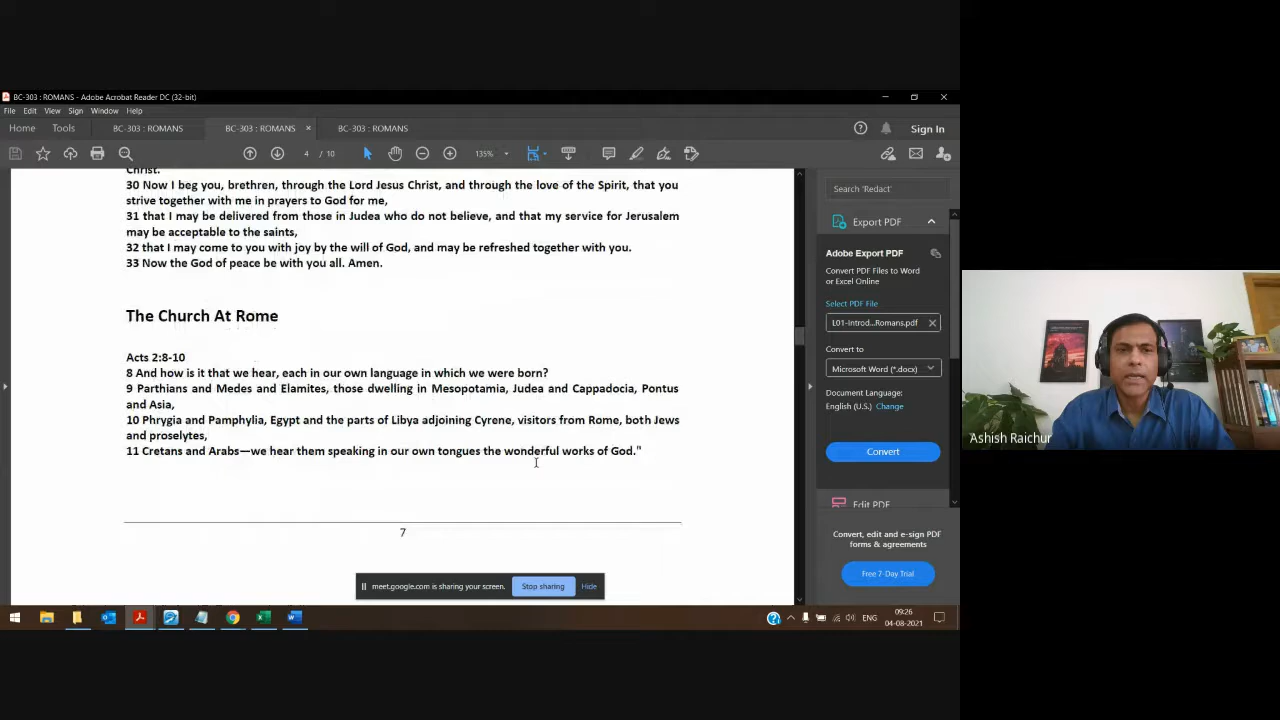 BC-303 : ROMANS - Adobe Acrobat Reader DC (32-bit)
File Edit View Sign Window Help
Home Tools BC-303 : ROMANS BC-303 : ROMANS × BC-303 : ROMANS Sign In
4 / 10 135%
Christ.
30 Now I beg you, brethren, through the Lord Jesus Christ, and through the love of the Spirit, that you
strive together with me in prayers to God for me,
31 that I may be delivered from those in Judea who do not believe, and that my service for Jerusalem
may be acceptable to the saints,
32 that I may come to you with joy by the will of God, and may be refreshed together with you.
33 Now the God of peace be with you all. Amen.
The Church At Rome
Acts 2:8-10
8 And how is it that we hear, each in our own language in which we were born?
9 Parthians and Medes and Elamites, those dwelling in Mesopotamia, Judea and Cappadocia, Pontus
and Asia,
10 Phrygia and Pamphylia, Egypt and the parts of Libya adjoining Cyrene, visitors from Rome, both Jews
and proselytes,
11 Cretans and Arabs—we hear them speaking in our own tongues the wonderful works of God."
7
Search 'Redact'
Export PDF
Adobe Export PDF
Convert PDF Files to Word
or Excel Online
Select PDF File
L01-Introd...Romans.pdf
Convert to
Microsoft Word (*.docx)
Document Language:
English (U.S.) Change
Convert
Edit PDF
Convert, edit and e-sign PDF
forms & agreements
Free 7-Day Trial
meet.google.com is sharing your screen. Stop sharing Hide
ENG
09:26
04-08-2021
Ashish Raichur